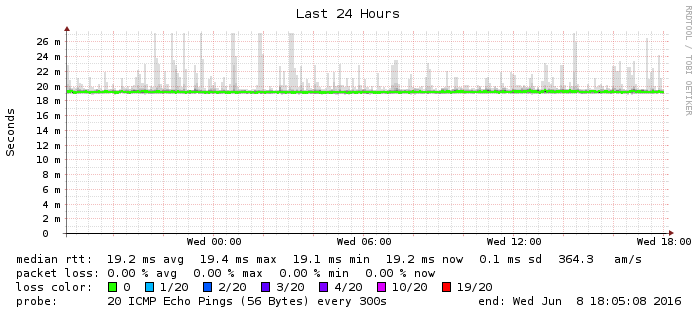 Last 24 Hours
RRDTOOL / TOBI OETIKER
Seconds
26 m
24 m
22 m
20 m
18 m
16 m
14 m
12 m
10 m
8 m
6 m
4 m
2 m
0
Wed 00:00 Wed 06:00 Wed 12:00 Wed 18:00
median rtt: 19.2 ms avg 19.4 ms max 19.1 ms min 19.2 ms now 0.1 ms sd 364.3 am/s
packet loss: 0.00 % avg 0.00 % max 0.00 % min 0.00 % now
loss color: 0 1/20 2/20 3/20 4/20 10/20 19/20
probe: 20 ICMP Echo Pings (56 Bytes) every 300s end: Wed Jun 8 18:05:08 2016